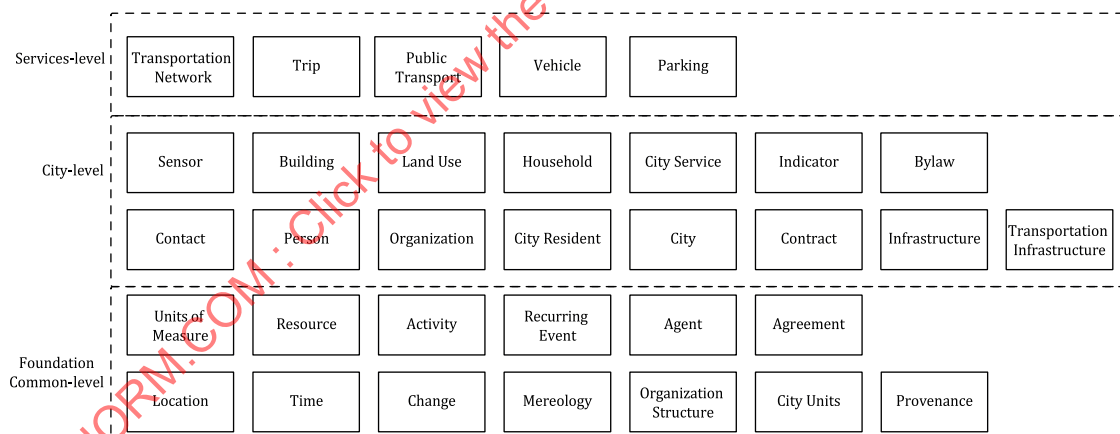 Services-level
Transportation
Network
Trip
Public
Transport
Vehicle
Parking
City-level
Sensor
Building
Land Use
Household
City Service
Indicator
Bylaw
Contact
Person
Organization
City Resident
City
Contract
Infrastructure
Transportation
Infrastructure
Foundation
Common-level
Units of
Measure
Resource
Activity
Recurring
Event
Agent
Agreement
Location
Time
Change
Mereology
Organization
Structure
City Units
Provenance
NORM.COM : Click to view the